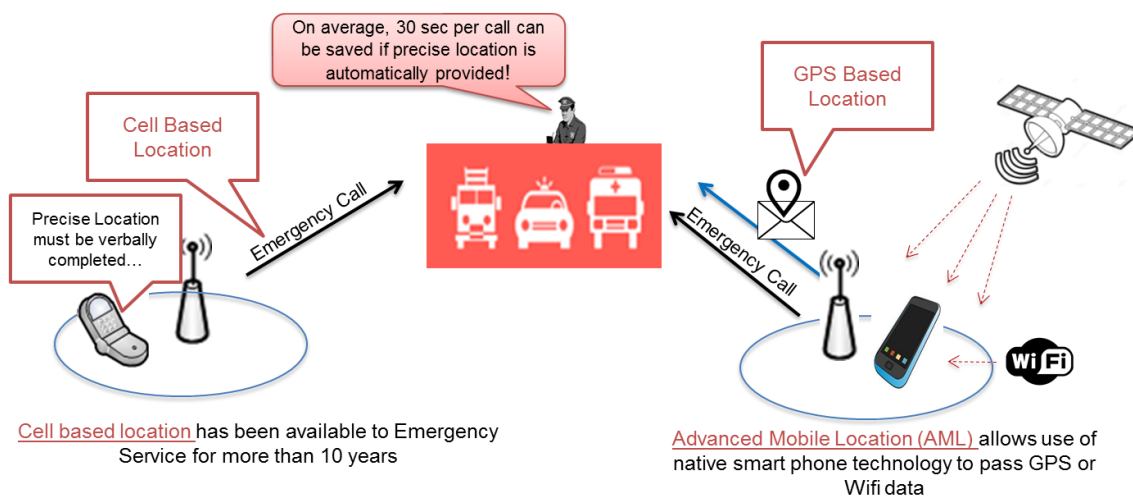 On average, 30 sec per call can
be saved if precise location is
automatically provided!
GPS Based
Location
Cell Based
Location
Precise Location
must be verbally
completed…
Emergency Call
Emergency Call
WiFi
Cell based location has been available to Emergency
Service for more than 10 years
Advanced Mobile Location (AML) allows use of
native smart phone technology to pass GPS or
Wifi data